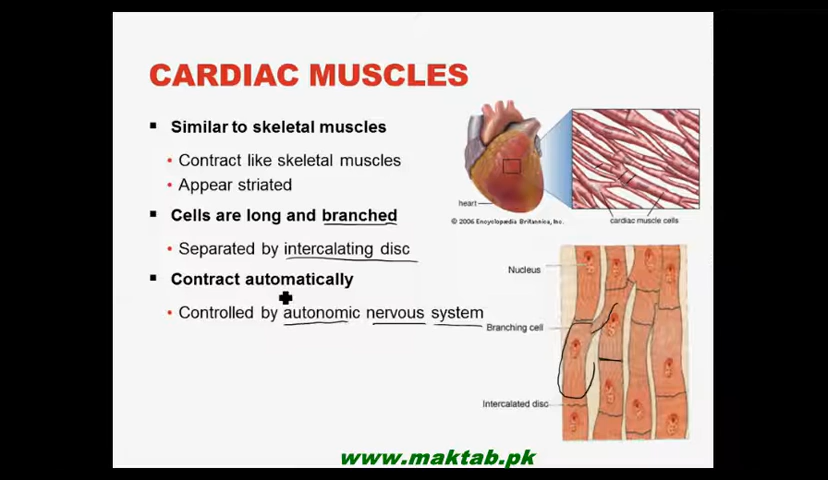 CARDIAC MUSCLES
Similar to skeletal muscles
Contract like skeletal muscles
Appear striated
Cells are long and branched
Separated by intercalating disc
Contract automatically
Controlled by autonomic nervous system
heart
© 2006 Encyclopædia Britannica, Inc.
cardiac muscle cells
Nucleus
Branching cell
Intercalated disc
www.maktab.pk